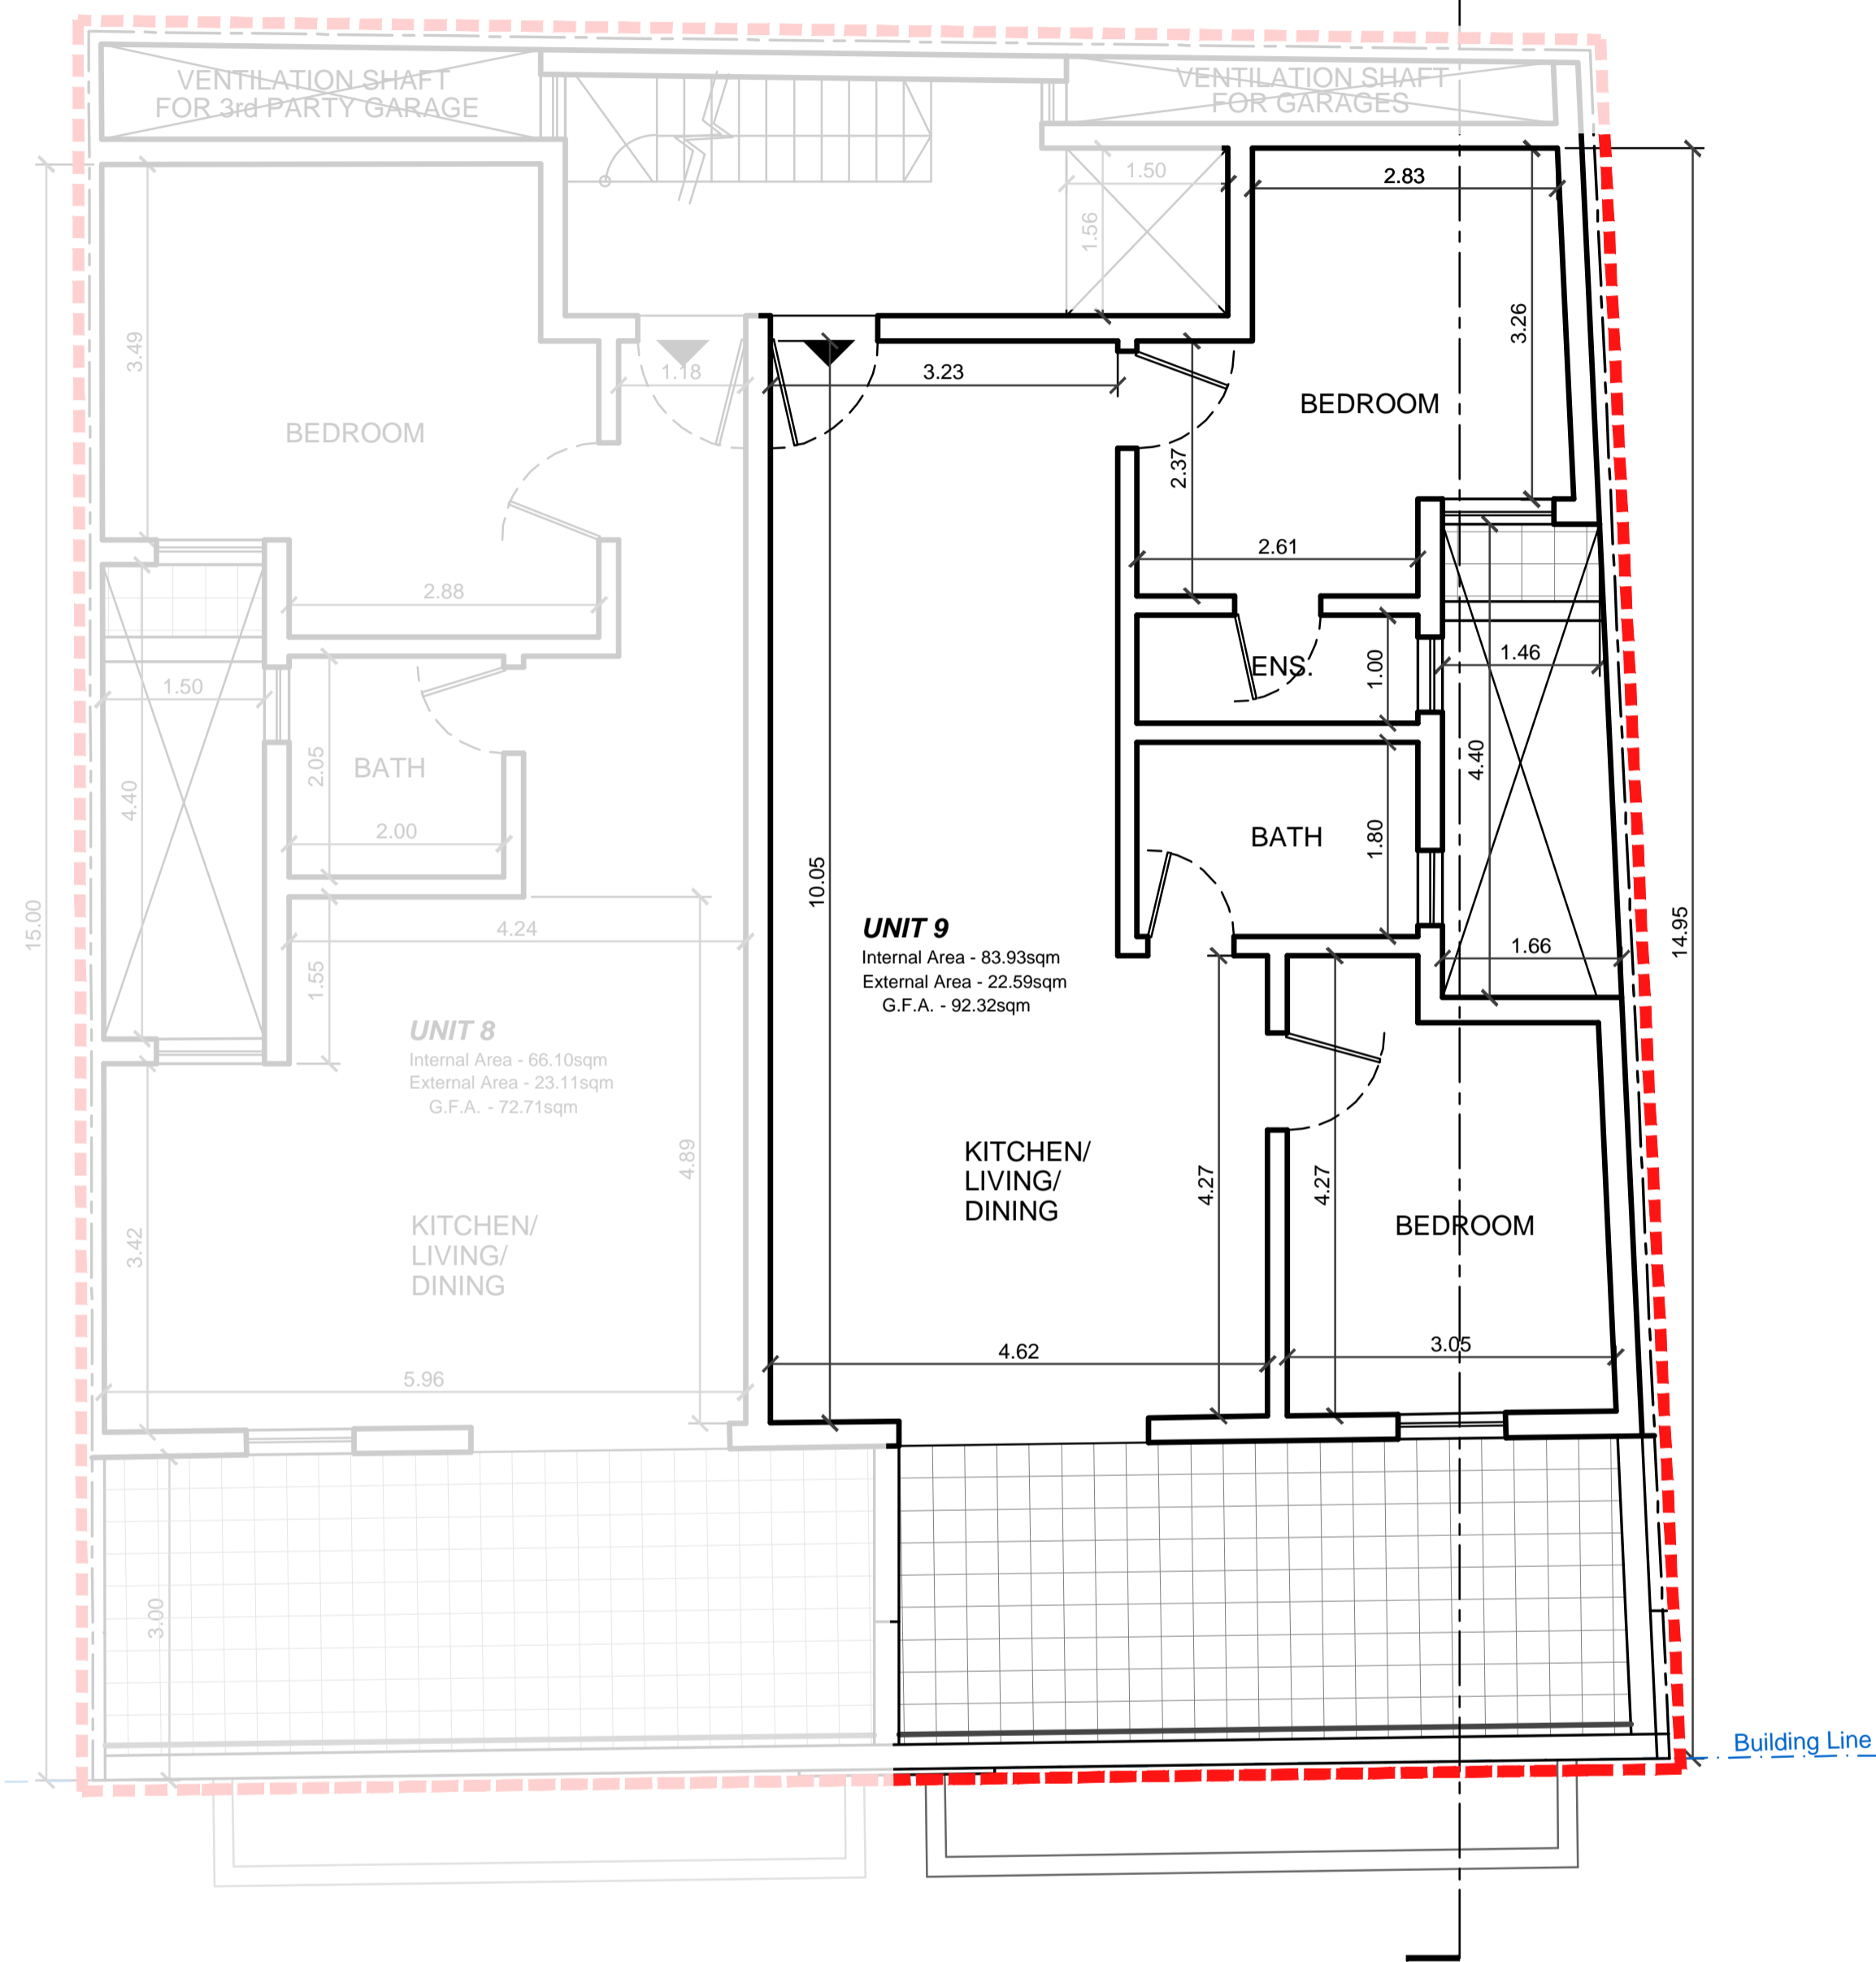 VENTILATION SHAFT
FOR 3rd PARTY GARAGE
VENTILATION SHAFT
FOR GARAGES
1.50
2.83
1.56
3.49
3.26
1.18
3.23
BEDROOM
BEDROOM
2.37
2.61
2.88
1.50
ENS.
1.00
1.46
2.05
BATH
4.40
2.00
4.40
BATH
1.80
10.05
15.00
4.24
UNIT 9
Internal Area - 83.93sqm
External Area - 22.59sqm
G.F.A. - 92.32sqm
1.66
14.95
1.55
UNIT 8
Internal Area - 66.10sqm
External Area - 23.11sqm
G.F.A. - 72.71sqm
4.89
KITCHEN/
LIVING/
DINING
4.27
4.27
3.42
KITCHEN/
LIVING/
DINING
BEDROOM
4.62
3.05
5.96
3.00
Building Line